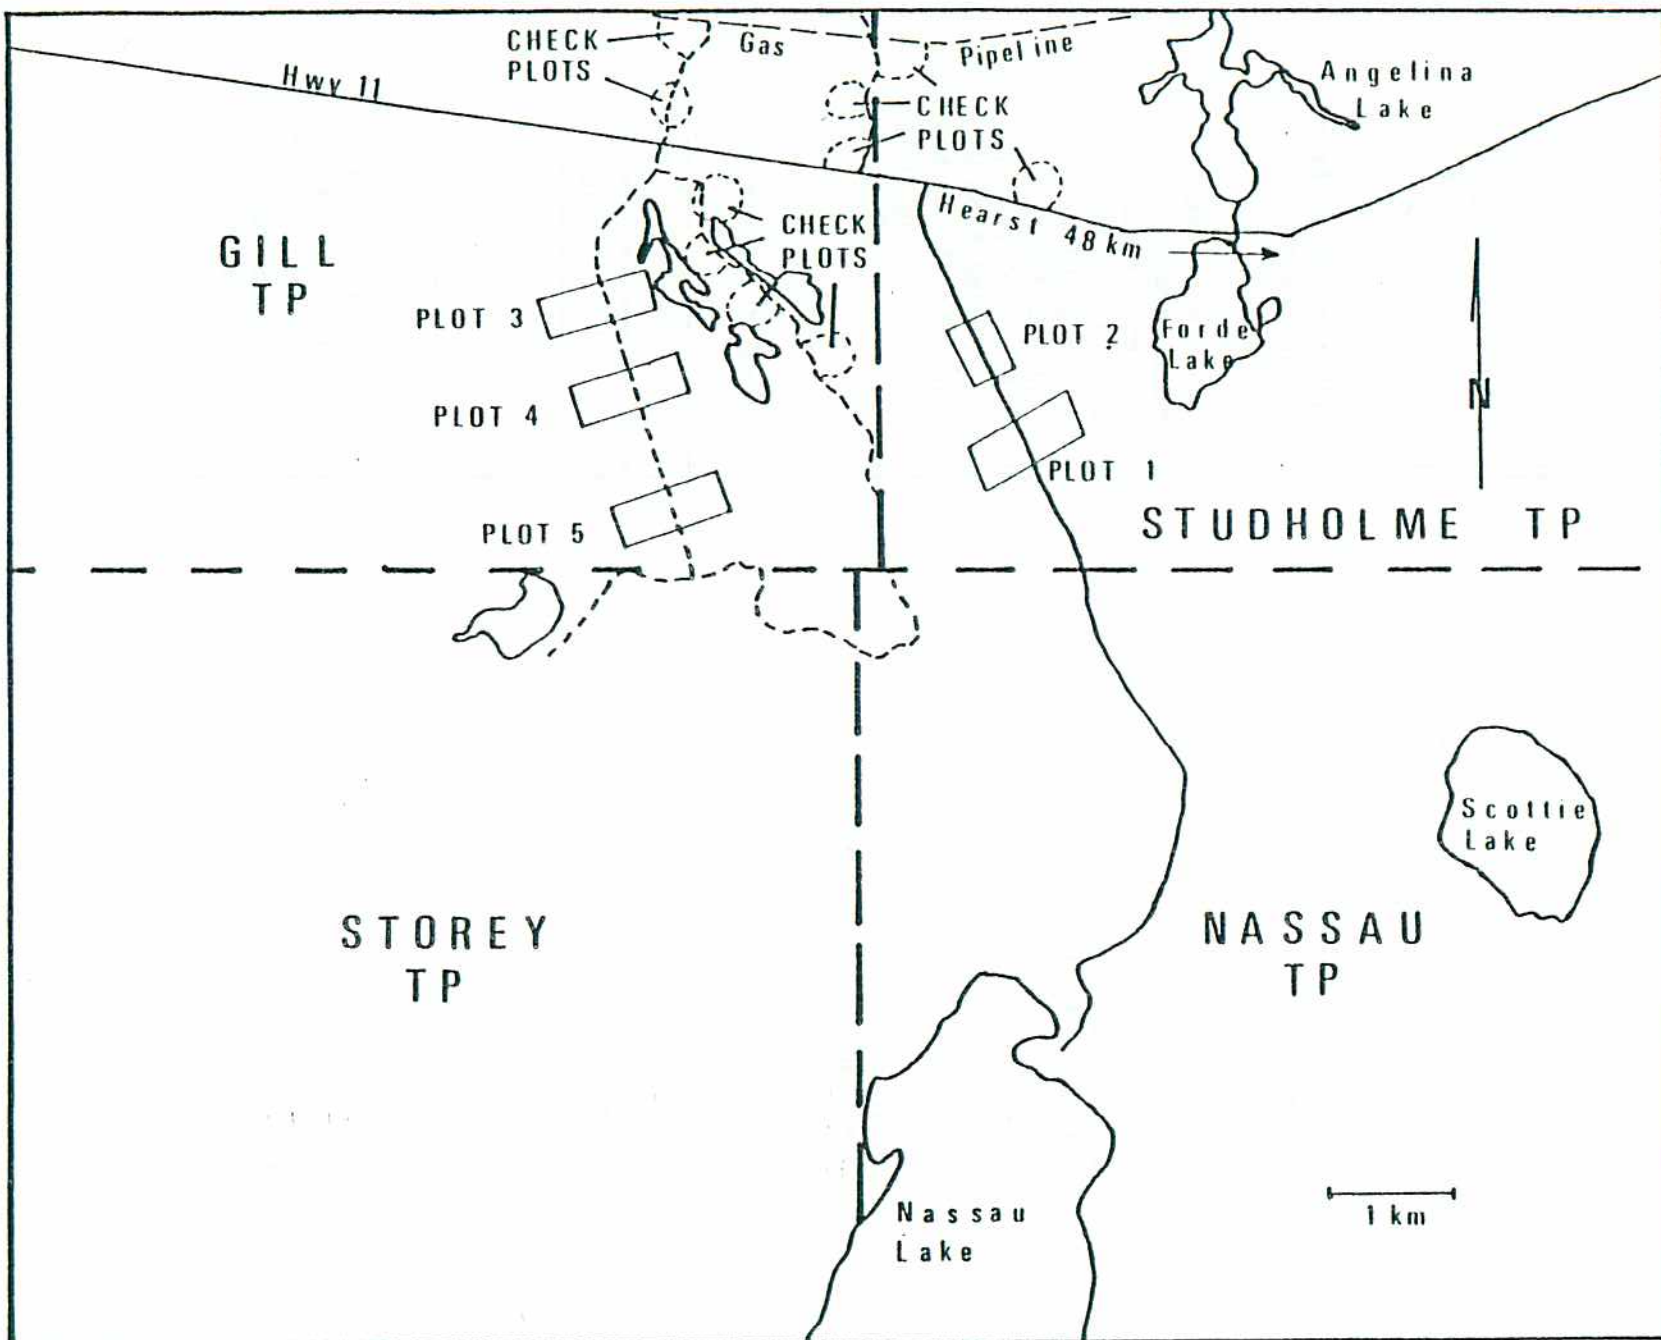 CHECK
PLOTS
Gas Pipeline
Hwy 11
Angelina
Lake
CHECK
PLOTS
GILL
TP
CHECK
PLOTS
Hearst 48 km
PLOT 3
PLOT 2
Forde
Lake
N
PLOT 4
PLOT 1
PLOT 5
STUDHOLME TP
Scottie
Lake
STOREY
TP
NASSAU
TP
1 km
Nassau
Lake